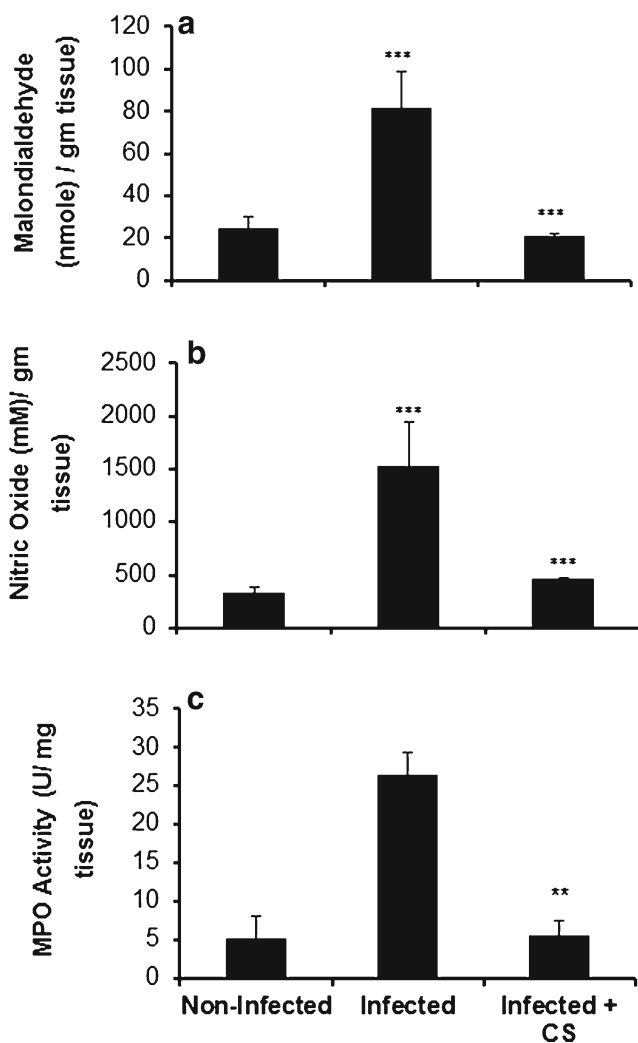 a
Malondialdehyde
(nmole) / gm tissue
120
100
80
60
40
20
0
***
***
b
Nitric Oxide (mM)/ gm
tissue
2500
2000
1500
1000
500
0
***
***
c
MPO Activity (U/ mg
tissue)
35
30
25
20
15
10
5
0
**
Non-Infected
Infected
Infected +
CS